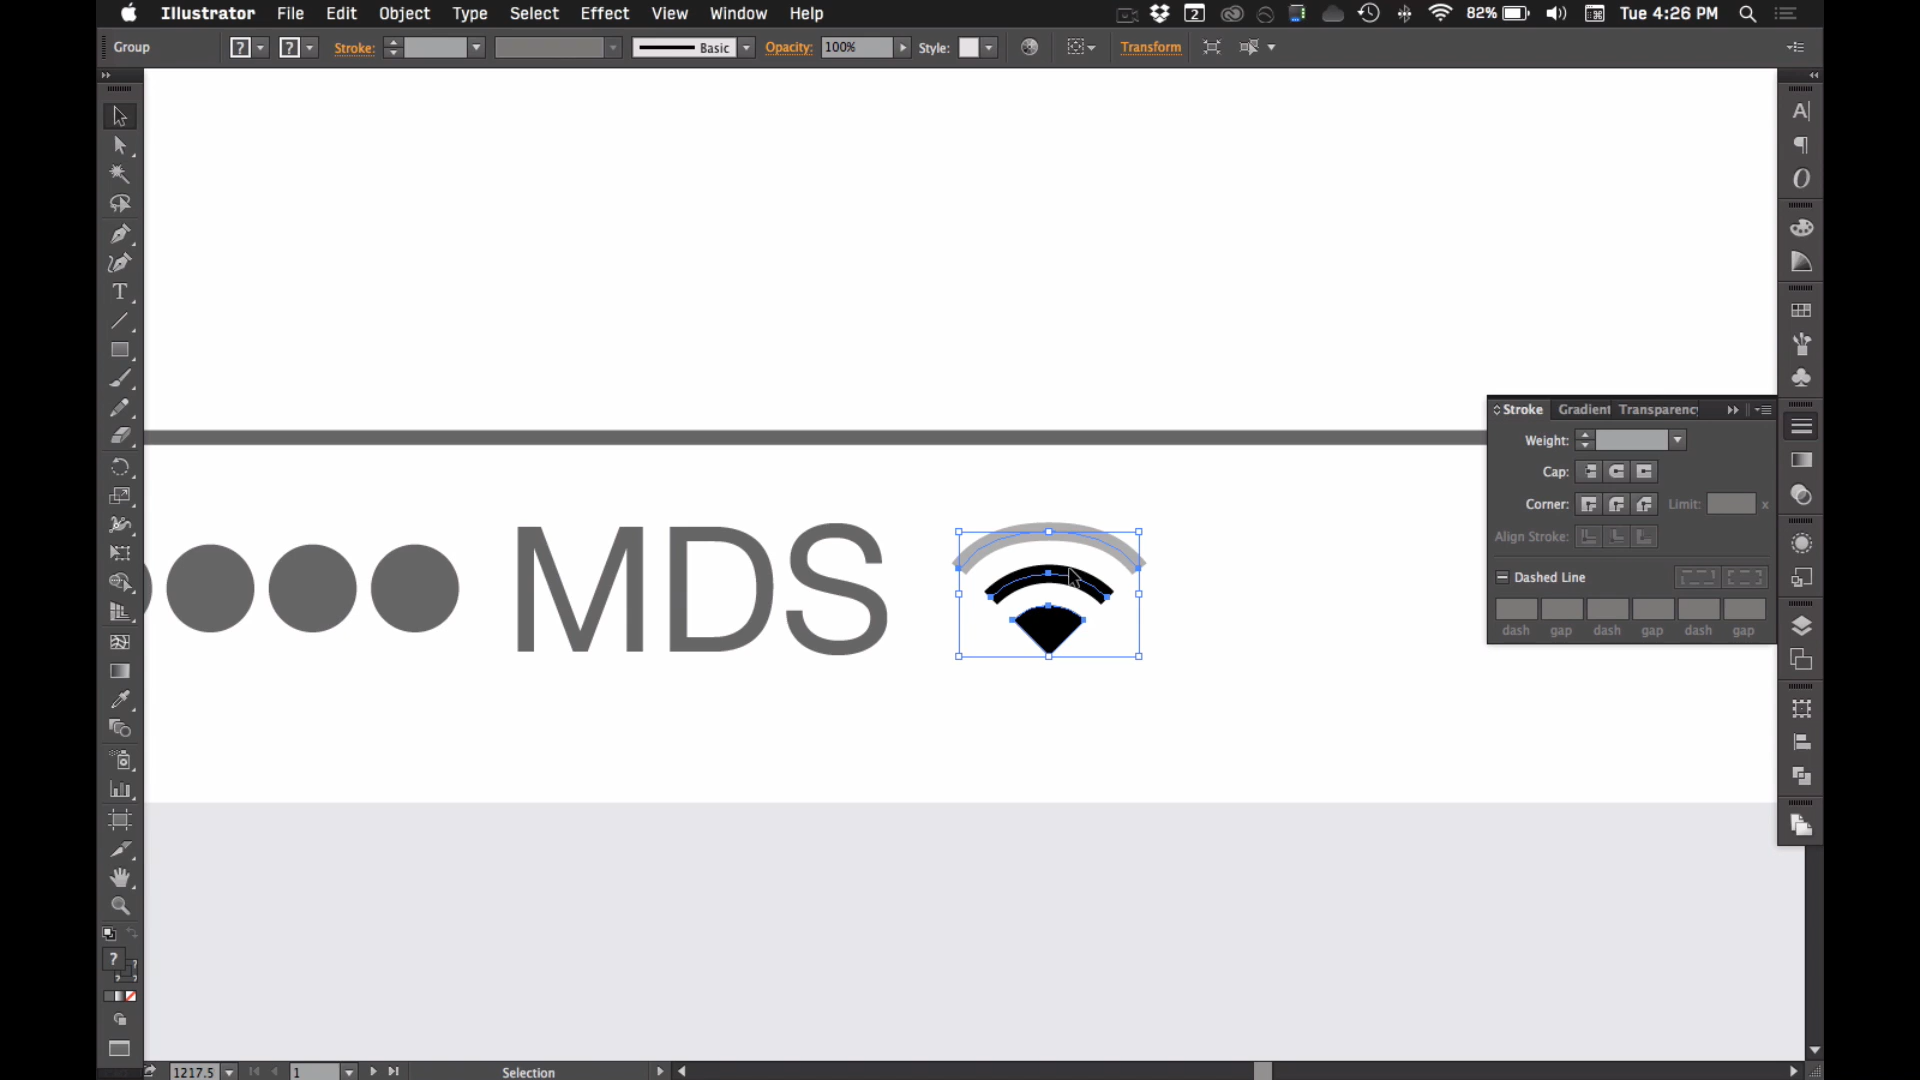 Illustrator File Edit Object Type Select Effect View Window Help 2 82% Tue 4:26 PM
Group ? ? Stroke: Basic Opacity: 100% Style: Transform
Stroke Gradient Transparenc
Weight:
Cap:
Corner: Limit: x
Align Stroke:
Dashed Line
dash gap dash gap dash gap
MDS
?
?
1217.5 1 Selection